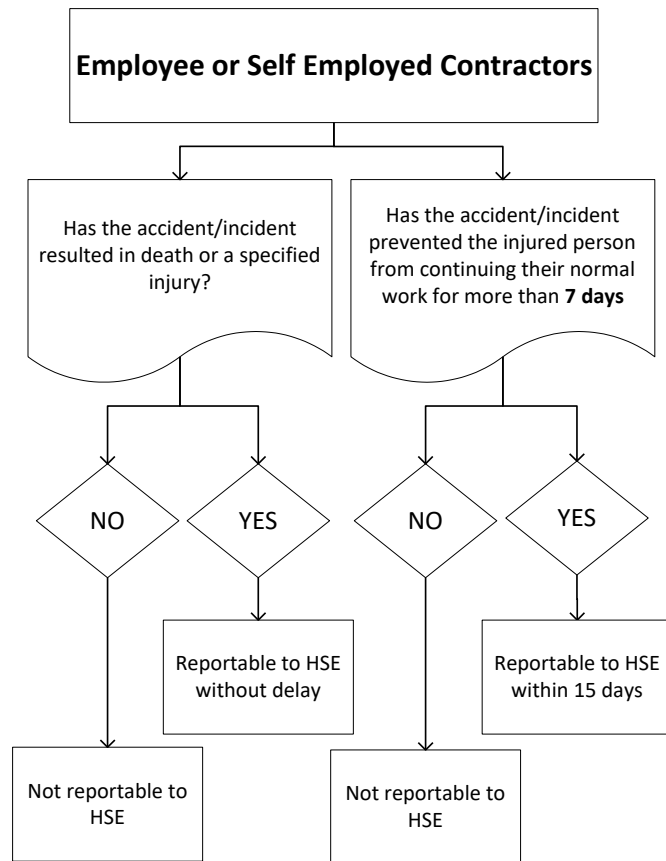 Employee or Self Employed Contractors
Has the accident/incident
resulted in death or a specified
injury?
Has the accident/incident
prevented the injured person
from continuing their normal
work for more than 7 days
NO
YES
NO
YES
Reportable to HSE
without delay
Reportable to HSE
within 15 days
Not reportable to
HSE
Not reportable to
HSE